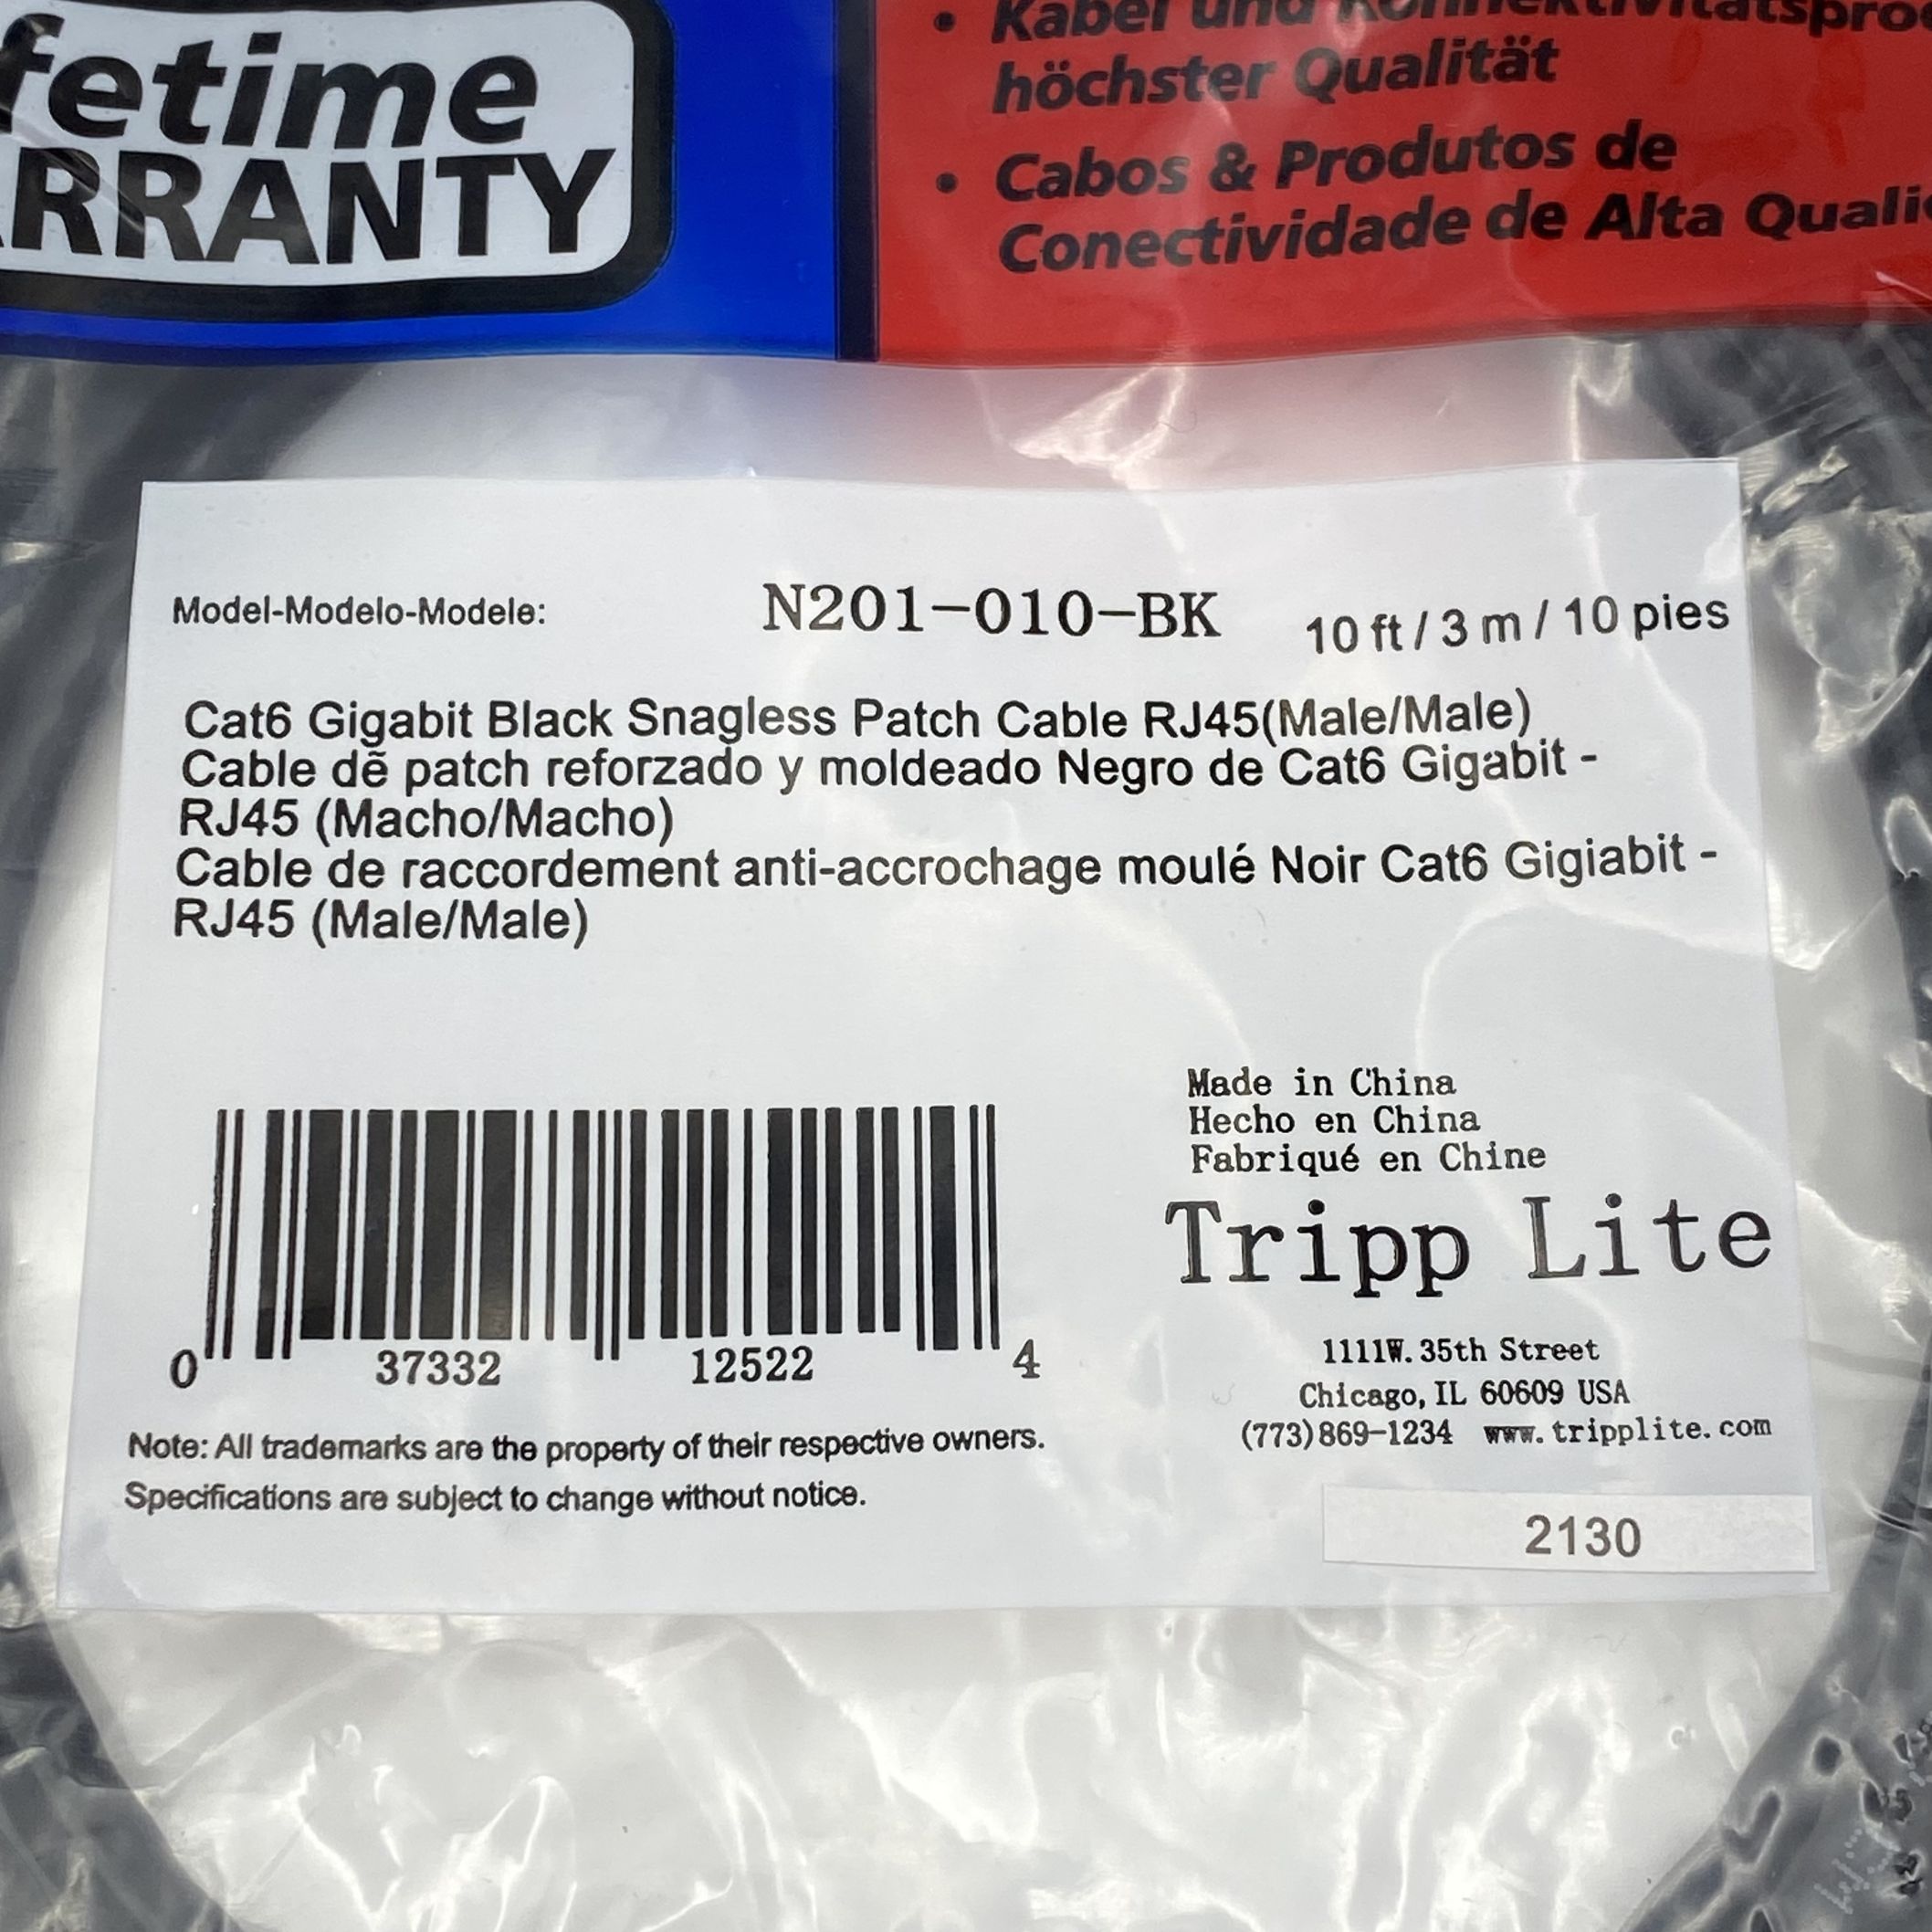 fetime
RRANTY
• Kabel und
höchster Qualität
• Cabos & Produtos de
Conectividade de Alta
Model-Modelo-Modele: N201-010-BK 10 ft / 3 m / 10 pies
Cat6 Gigabit Black Snagless Patch Cable RJ45(Male/Male)
Cable dẽ patch reforzado y moldeado Negro de Cat6 Gigabit -
RJ45 (Macho/Macho)
Cable de raccordement anti-accrochage moulé Noir Cat6 Gigiabit -
RJ45 (Male/Male)
Made in China
Hecho en China
Fabriqué en Chine
Tripp Lite
0 37332 12522 4
1111W. 35th Street
Chicago, IL 60609 USA
(773)869-1234 www.tripplite.com
Note: All trademarks are the property of their respective owners.
Specifications are subject to change without notice.
2130